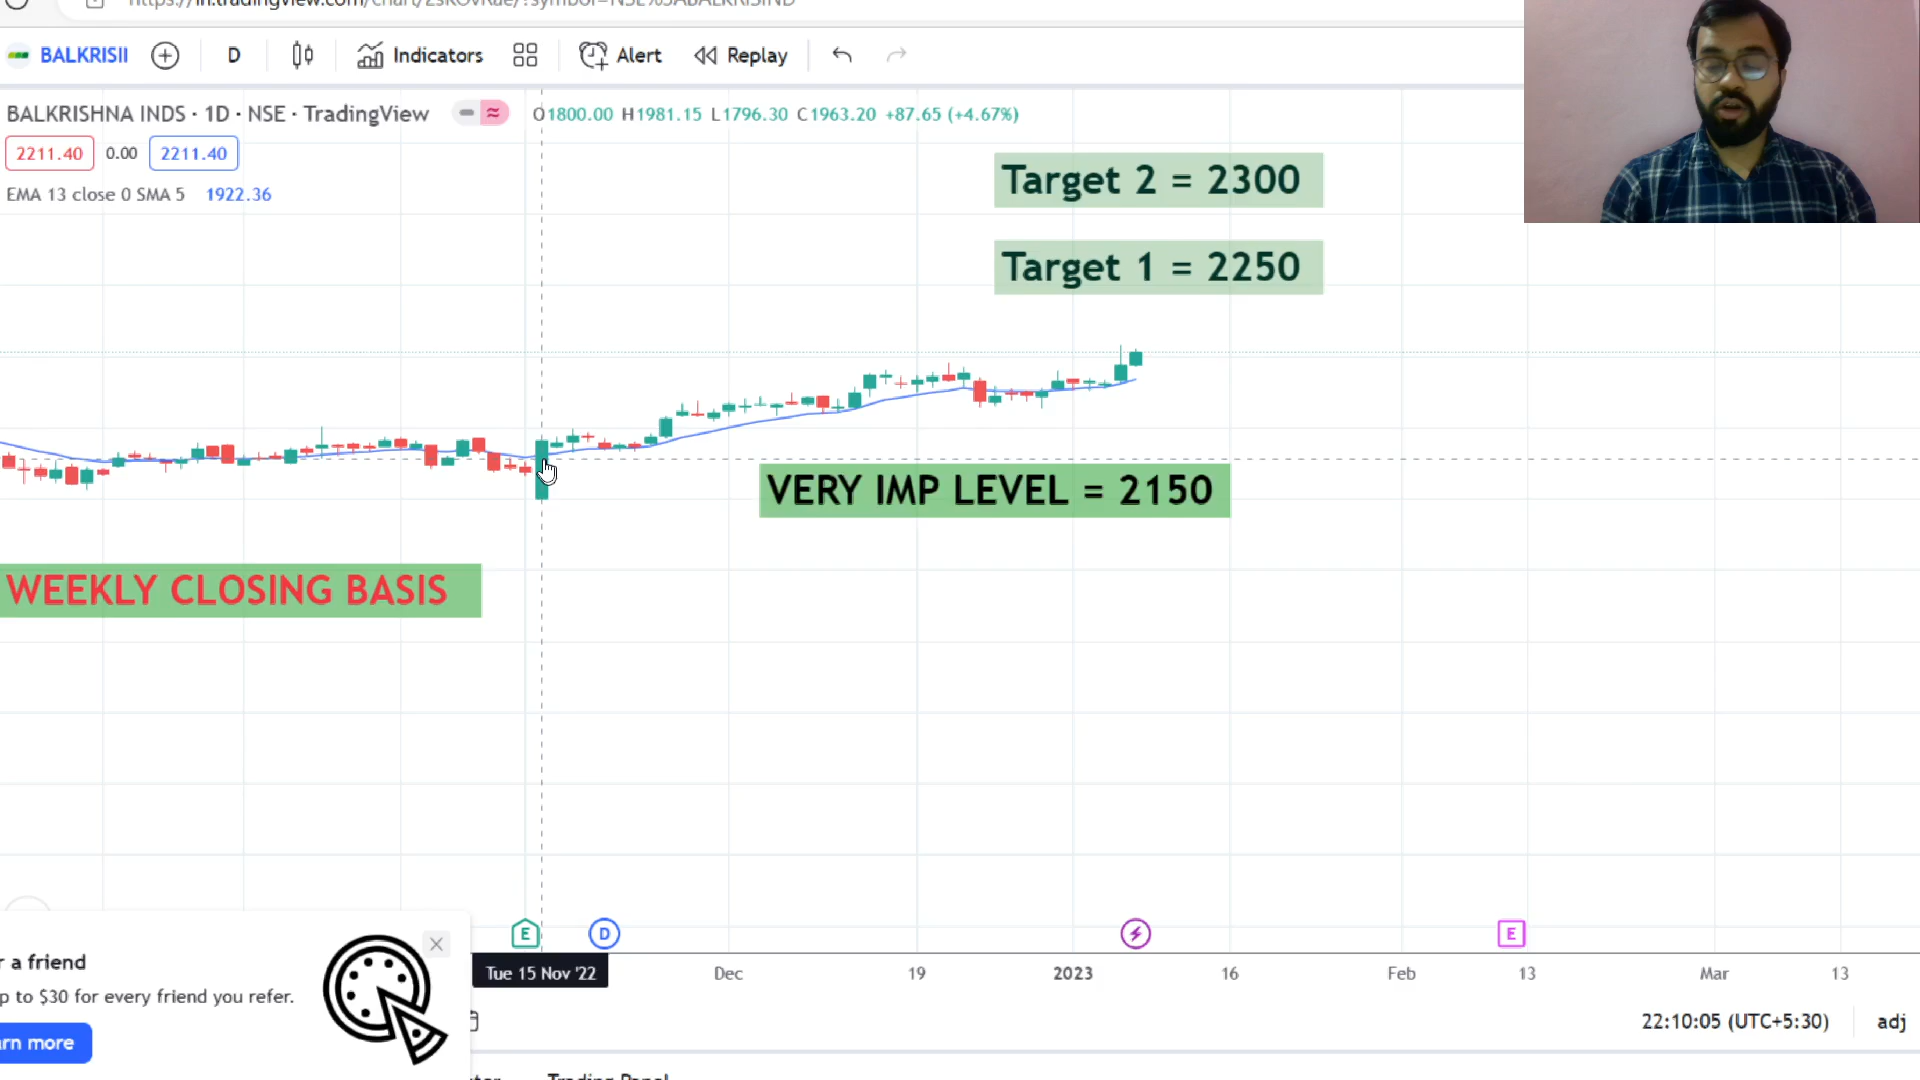 BALKRISII
D
Indicators
Alert
Replay
BALKRISHNA INDS · 1D · NSE · TradingView
O1800.00 H1981.15 L1796.30 C1963.20 +87.65 (+4.67%)
2211.40 0.00 2211.40
EMA 13 close 0 SMA 5 1922.36
Target 2 = 2300
Target 1 = 2250
VERY IMP LEVEL = 2150
WEEKLY CLOSING BASIS
E D E
Tue 15 Nov '22 Dec 19 2023 16 Feb 13 Mar 13
r a friend
p to $30 for every friend you refer.
arn more
22:10:05 (UTC+5:30) adj
Trading Panel